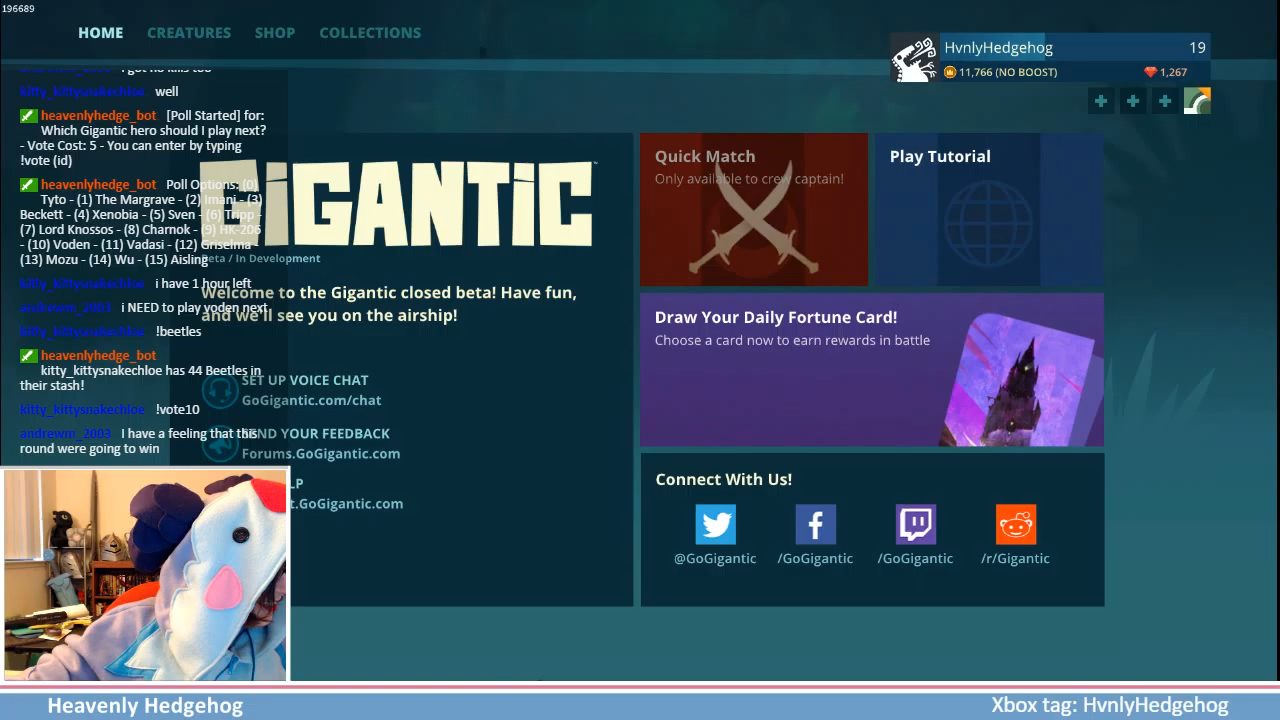 196689
HOME CREATURES SHOP COLLECTIONS
HvnlyHedgehog 19
11,766 (NO BOOST) 1,267
i got no kills too
kitty_kittysnakechloe well
heavenlyhedge_bot [Poll Started] for:
Which Gigantic hero should I play next?
- Vote Cost: 5 - You can enter by typing
!vote (id)
heavenlyhedge_bot Poll Options: (0)
Tyto - (1) The Margrave - (2) Imani - (3)
Beckett - (4) Xenobia - (5) Sven - (6) Tripp -
(7) Lord Knossos - (8) Charnok - (9) HK-206
- (10) Voden - (11) Vadasi - (12) Griselma -
(13) Mozu - (14) Wu - (15) Aisling
kitty_kittysnakechloe i have 1 hour left
andrewm_2003 i NEED to play voden next
kitty_kittysnakechloe !beetles
heavenlyhedge_bot
kitty_kittysnakechloe has 44 Beetles in
their stash!
kitty_kittysnakechloe !vote10
andrewm_2003 I have a feeling that this
round were going to win
GIGANTIC
Beta / In Development
Welcome to the Gigantic closed beta! Have fun,
and we'll see you on the airship!
SET UP VOICE CHAT
GoGigantic.com/chat
SEND YOUR FEEDBACK
Forums.GoGigantic.com
LP
t.GoGigantic.com
Quick Match
Only available to crew captain!
Play Tutorial
Draw Your Daily Fortune Card!
Choose a card now to earn rewards in battle
Connect With Us!
@GoGigantic /GoGigantic /GoGigantic /r/Gigantic
Heavenly Hedgehog
Xbox tag: HvnlyHedgehog